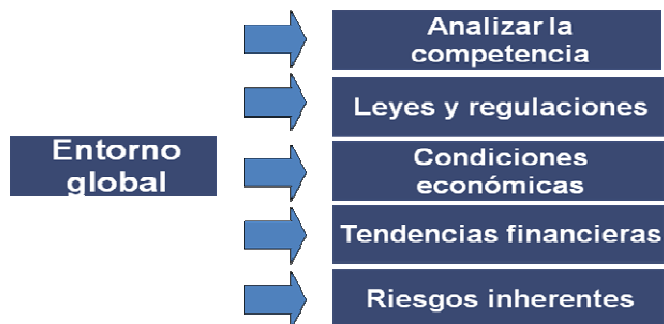 Entorno
global
Analizar la
competencia
Leyes y regulaciones
Condiciones
económicas
Tendencias financieras
Riesgos inherentes